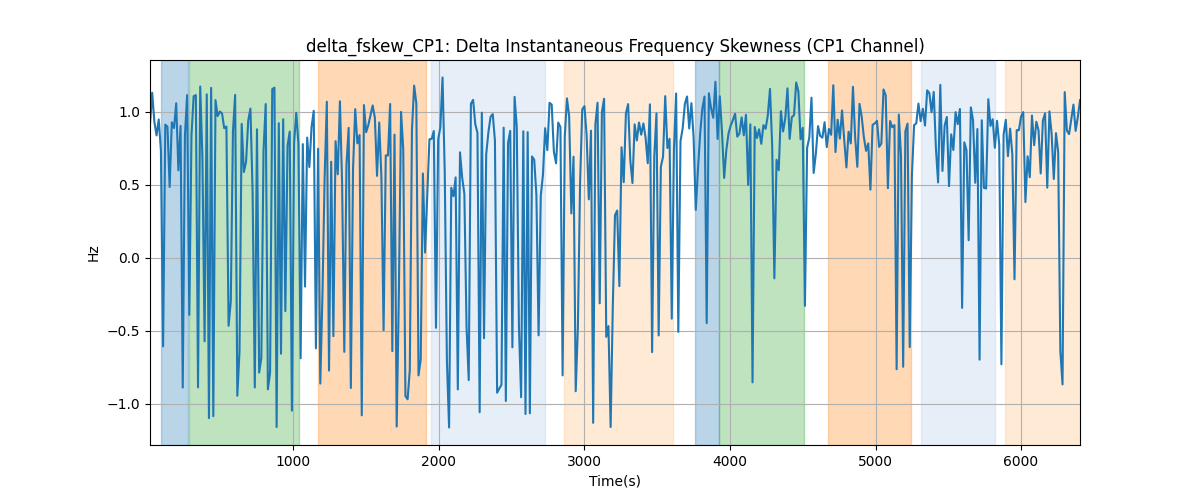 delta_fskew_CP1: Delta Instantaneous Frequency Skewness (CP1 Channel)
Hz
1.0
0.5
0.0
−0.5
−1.0
1000 2000 3000 4000 5000 6000
Time(s)